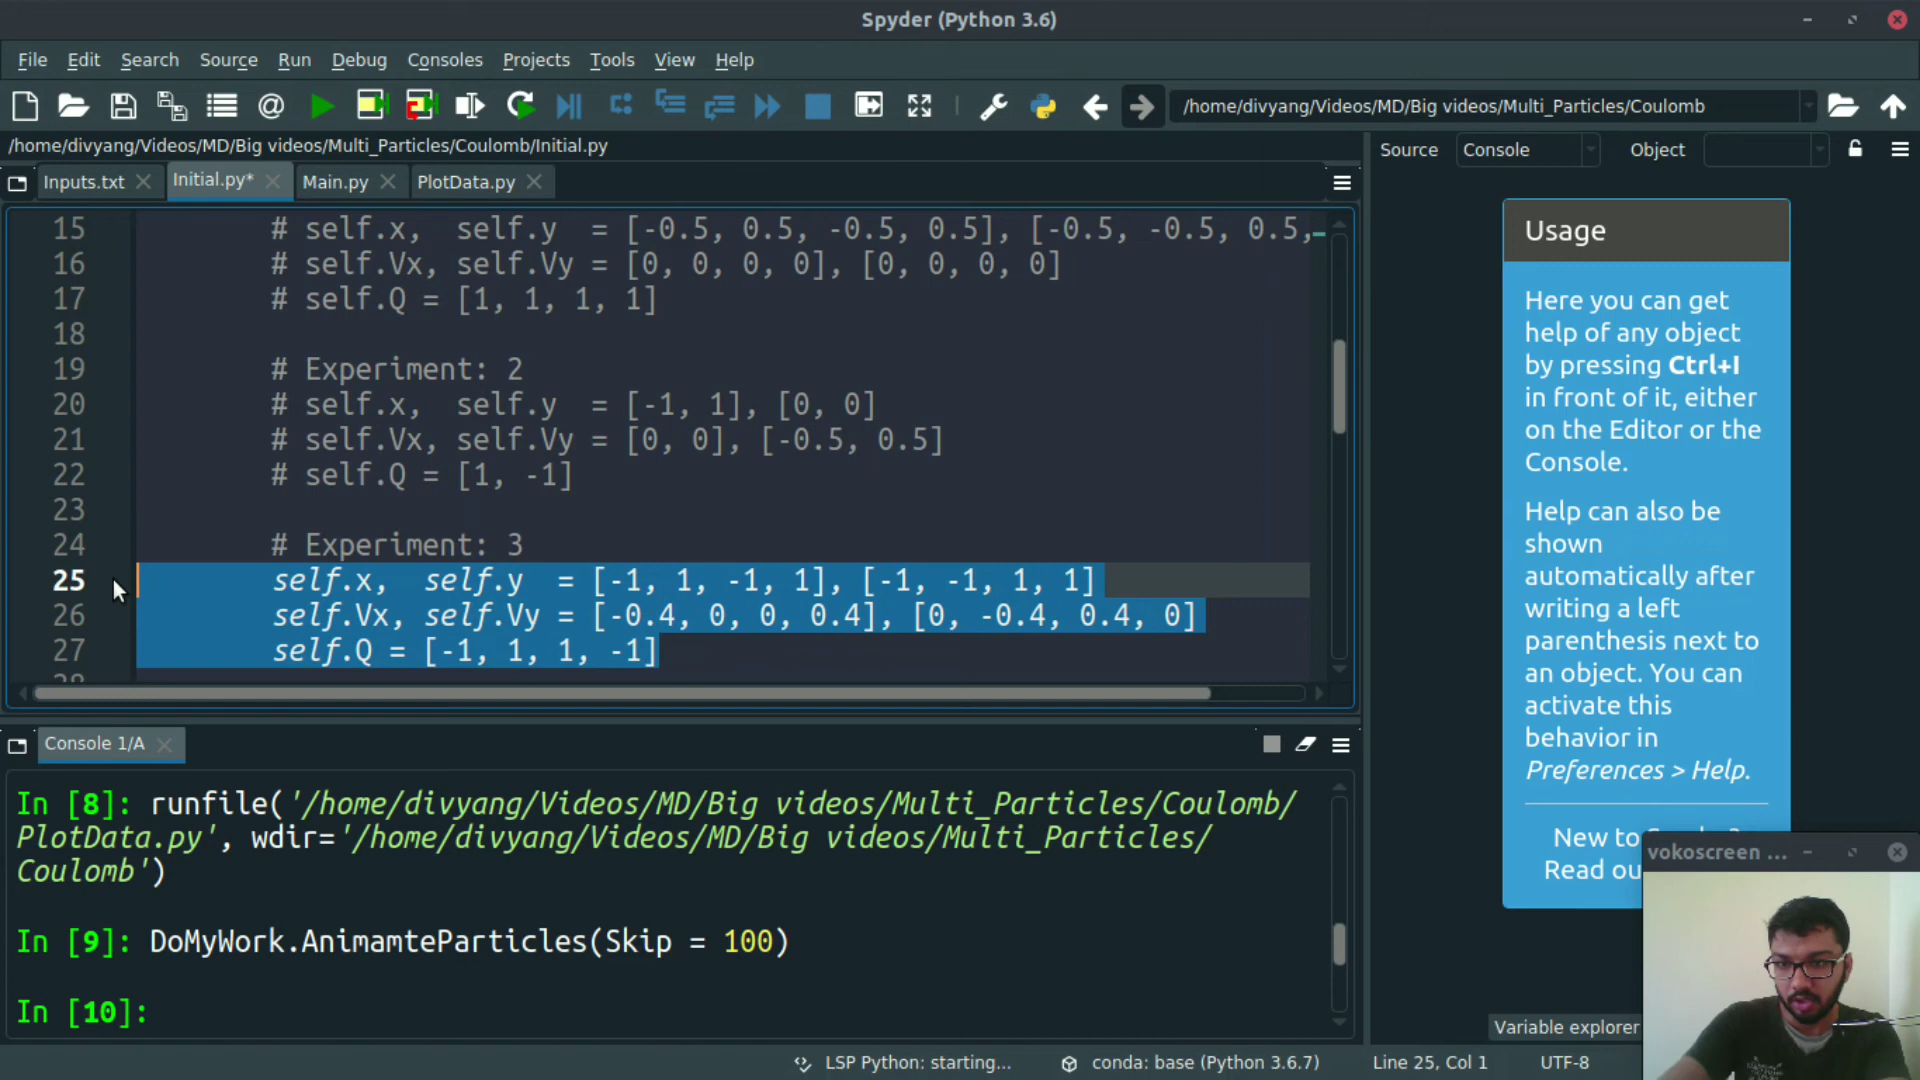 Spyder (Python 3.6)
File Edit Search Source Run Debug Consoles Projects Tools View Help
/home/divyang/Videos/MD/Big videos/Multi_Particles/Coulomb
/home/divyang/Videos/MD/Big videos/Multi_Particles/Coulomb/Initial.py
Source Console Object
Inputs.txt Initial.py* Main.py PlotData.py
15 # self.x, self.y = [-0.5, 0.5, -0.5, 0.5], [-0.5, -0.5, 0.5,
16 # self.Vx, self.Vy = [0, 0, 0, 0], [0, 0, 0, 0]
17 # self.Q = [1, 1, 1, 1]
18
19 # Experiment: 2
20 # self.x, self.y = [-1, 1], [0, 0]
21 # self.Vx, self.Vy = [0, 0], [-0.5, 0.5]
22 # self.Q = [1, -1]
23
24 # Experiment: 3
25 self.x, self.y = [-1, 1, -1, 1], [-1, -1, 1, 1]
26 self.Vx, self.Vy = [-0.4, 0, 0, 0.4], [0, -0.4, 0.4, 0]
27 self.Q = [-1, 1, 1, -1]
Usage
Here you can get
help of any object
by pressing Ctrl+I
in front of it, either
on the Editor or the
Console.
Help can also be
shown
automatically after
writing a left
parenthesis next to
an object. You can
activate this
behavior in
Preferences > Help.
New to
Read
Console 1/A
In [8]: runfile('/home/divyang/Videos/MD/Big videos/Multi_Particles/Coulomb/
PlotData.py', wdir='/home/divyang/Videos/MD/Big videos/Multi_Particles/
Coulomb')
In [9]: DoMyWork.AnimamteParticles(Skip = 100)
In [10]:
vokoscreen ...
Variable explorer
LSP Python: starting... conda: base (Python 3.6.7) Line 25, Col 1 UTF-8